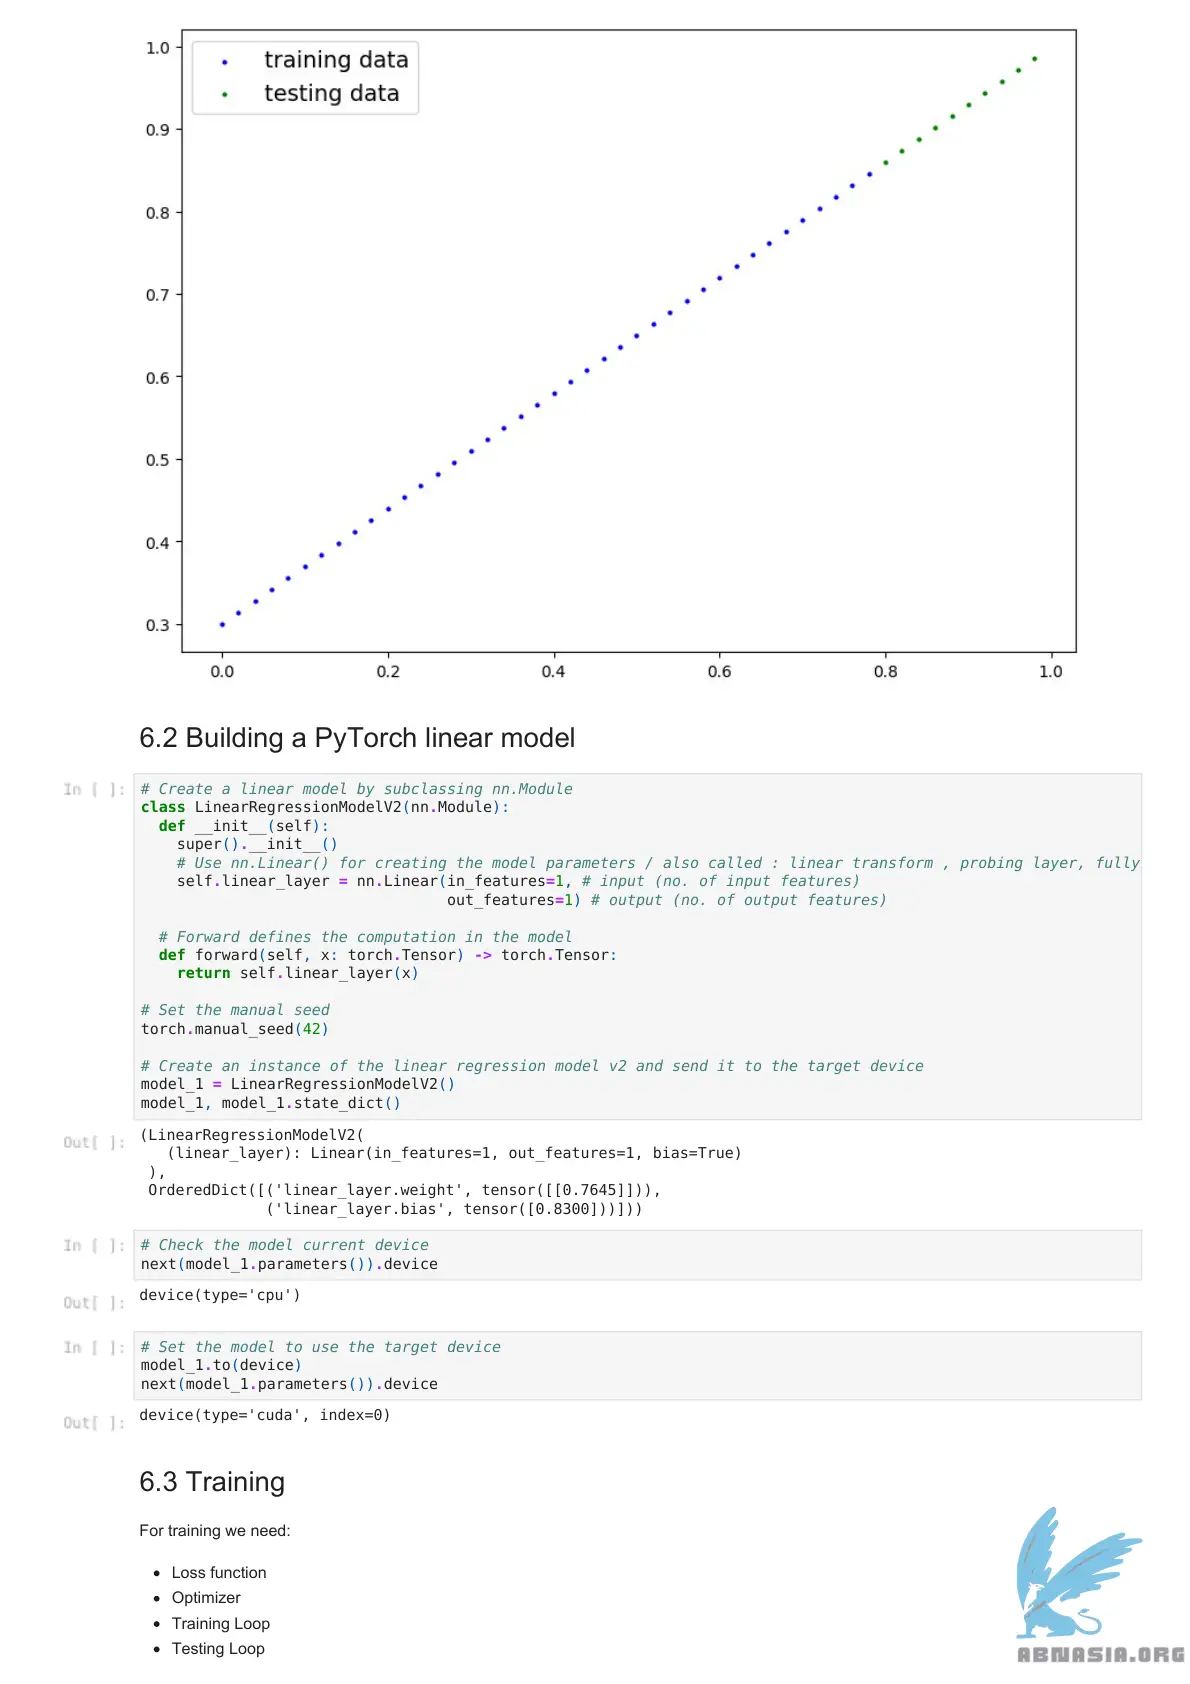 training data
testing data
1.0
0.9
0.8
0.7
0.6
0.5
0.4
0.3
0.0 0.2 0.4 0.6 0.8 1.0
6.2 Building a PyTorch linear model
In [ ]: # Create a linear model by subclassing nn.Module
class LinearRegressionModelV2(nn.Module):
  def __init__(self):
    super().__init__()
    # Use nn.Linear() for creating the model parameters / also called : linear transform , probing layer, fully
    self.linear_layer = nn.Linear(in_features=1, # input (no. of input features)
                                  out_features=1) # output (no. of output features)
  # Forward defines the computation in the model
  def forward(self, x: torch.Tensor) -> torch.Tensor:
    return self.linear_layer(x)
# Set the manual seed
torch.manual_seed(42)
# Create an instance of the linear regression model v2 and send it to the target device
model_1 = LinearRegressionModelV2()
model_1, model_1.state_dict()
Out[ ]: (LinearRegressionModelV2(
   (linear_layer): Linear(in_features=1, out_features=1, bias=True)
 ),
 OrderedDict([('linear_layer.weight', tensor([[0.7645]])),
              ('linear_layer.bias', tensor([0.8300]))]))
In [ ]: # Check the model current device
next(model_1.parameters()).device
Out[ ]: device(type='cpu')
In [ ]: # Set the model to use the target device
model_1.to(device)
next(model_1.parameters()).device
Out[ ]: device(type='cuda', index=0)
6.3 Training
For training we need:
• Loss function
• Optimizer
• Training Loop
• Testing Loop
ABNASIA.ORG